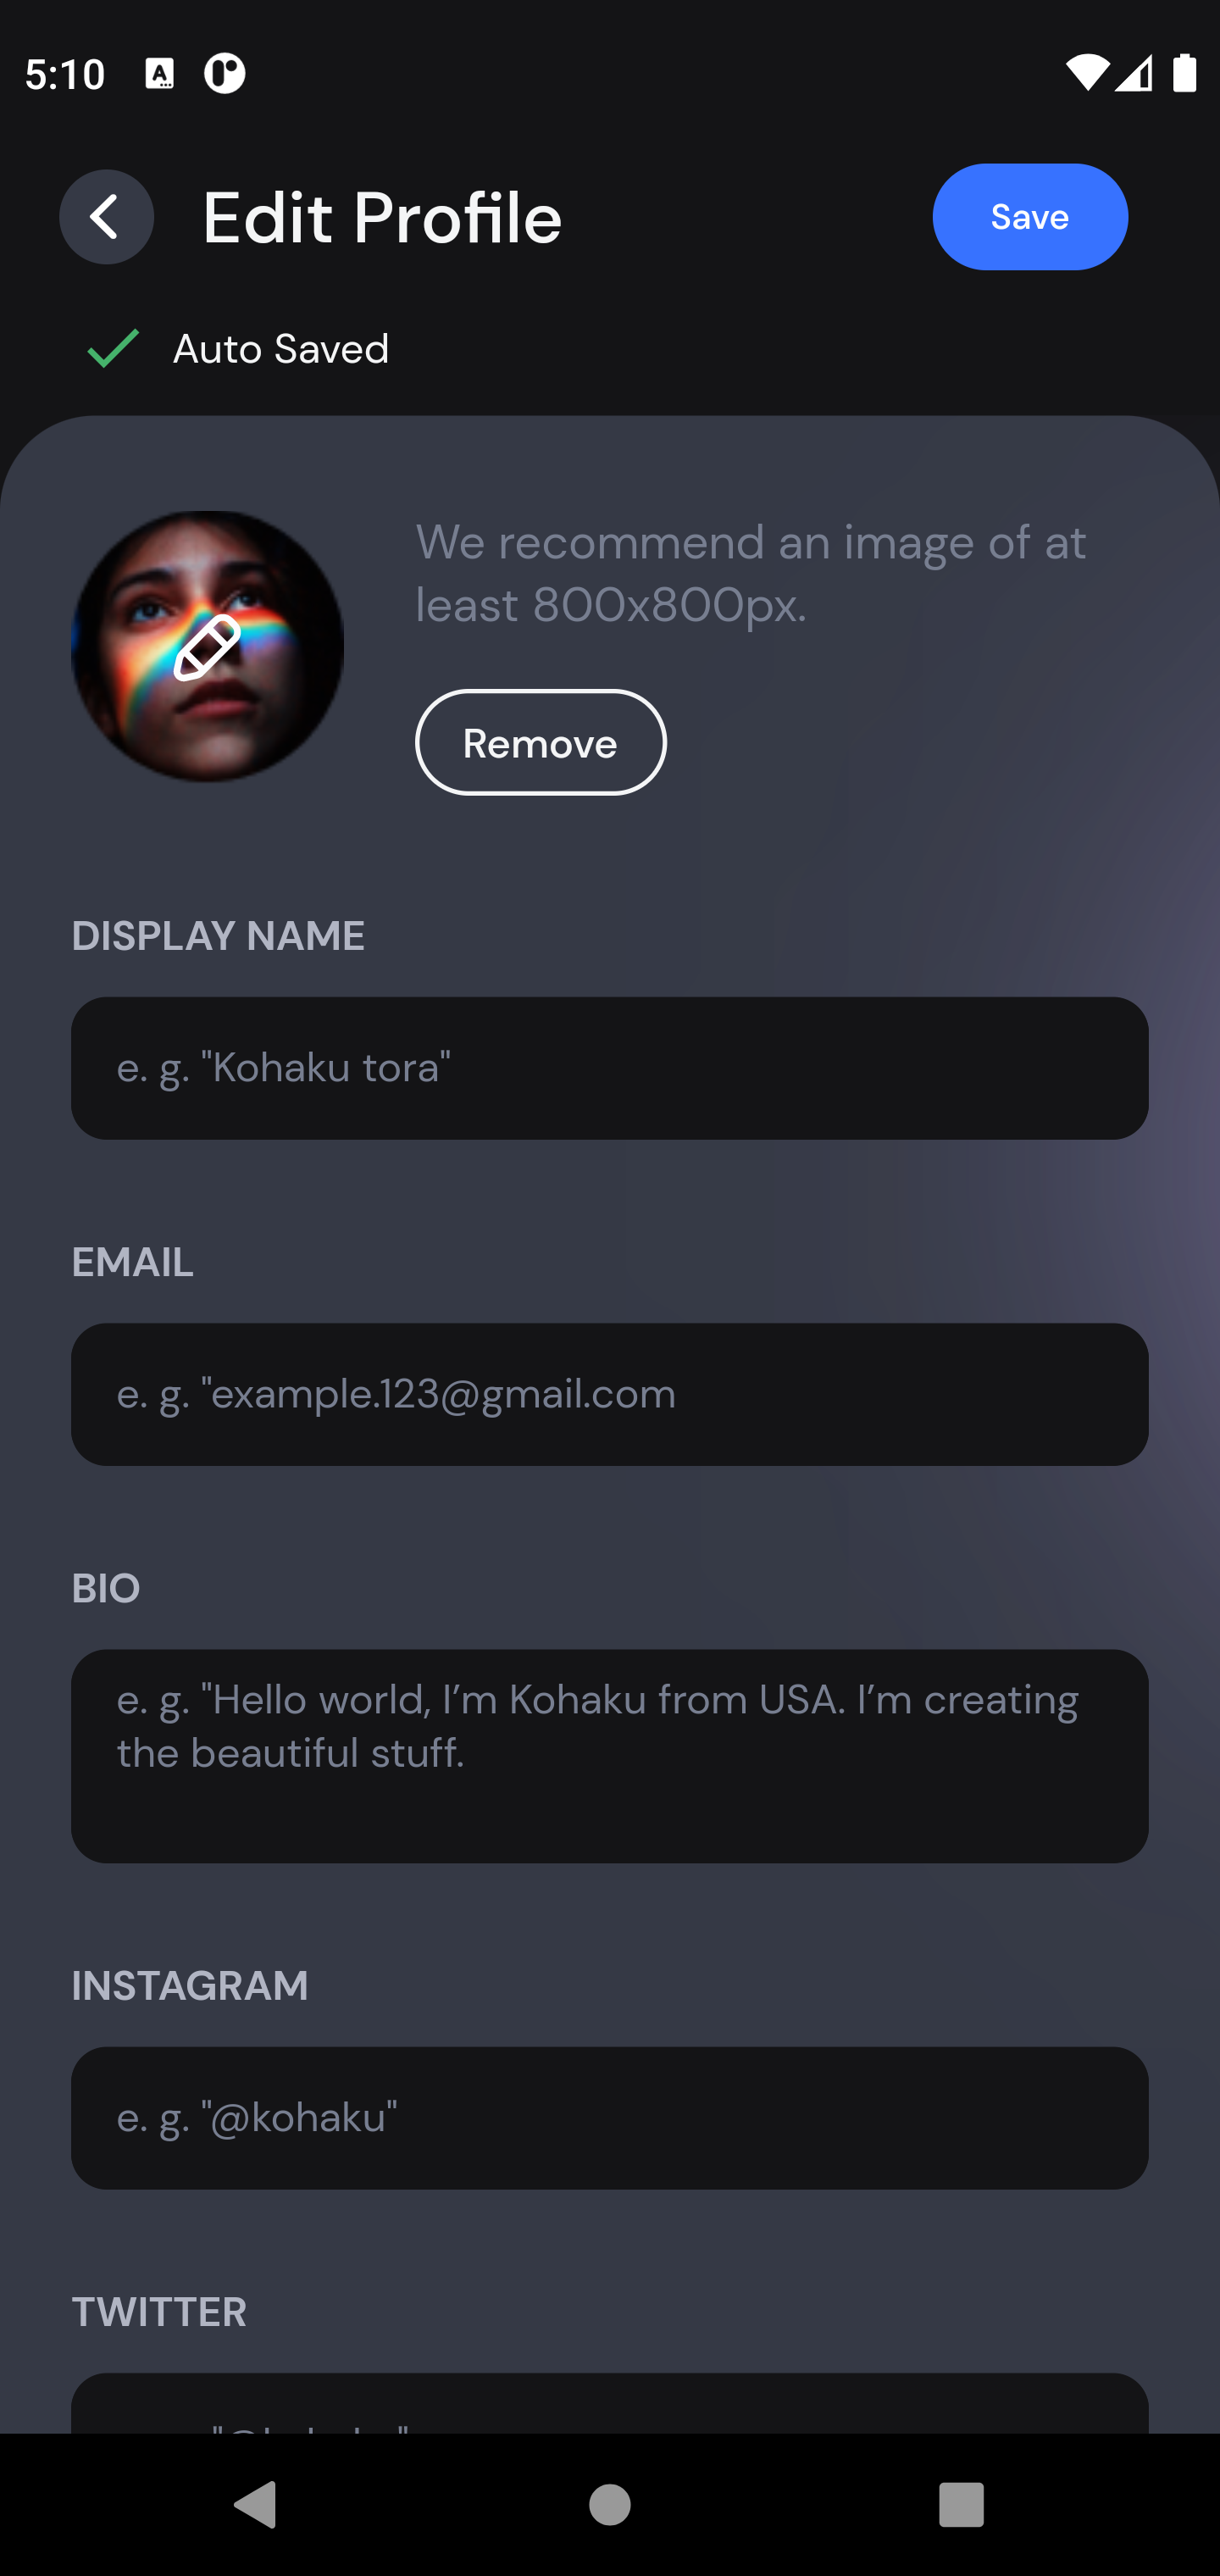 5:10
Edit Profile
Save
Auto Saved
We recommend an image of at
least 800x800px.
Remove
DISPLAY NAME
e. g. "Kohaku tora"
EMAIL
e. g. "example.123@gmail.com
BIO
e. g. "Hello world, I’m Kohaku from USA. I’m creating
the beautiful stuff.
INSTAGRAM
e. g. "@kohaku"
TWITTER